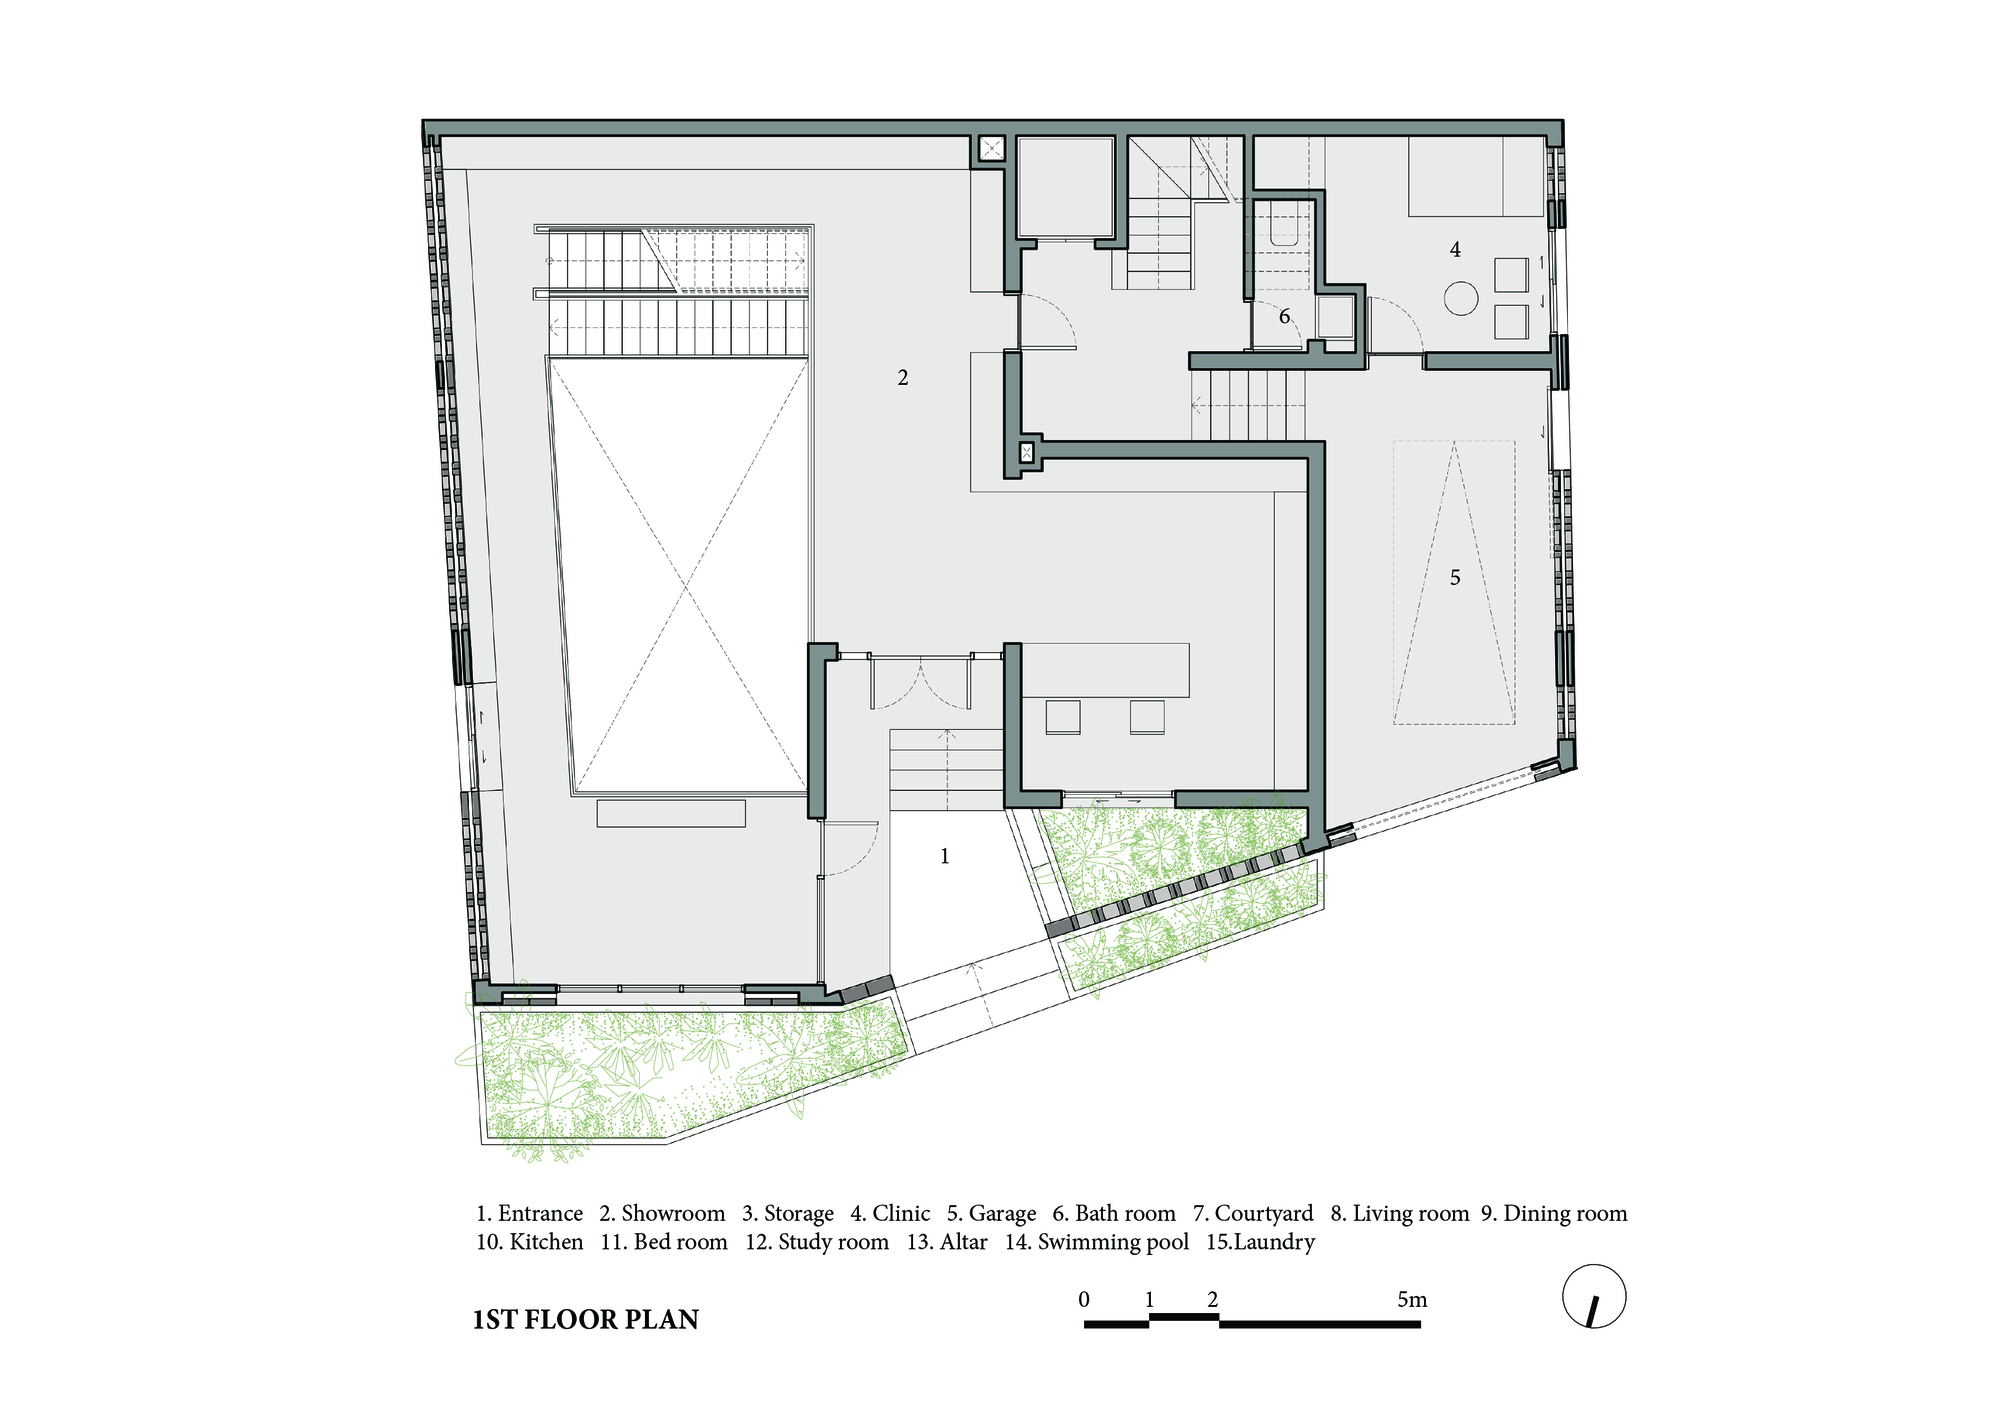 4
6
2
5
1
1. Entrance 2. Showroom 3. Storage 4. Clinic 5. Garage 6. Bath room 7. Courtyard 8. Living room 9. Dining room
10. Kitchen 11. Bed room 12. Study room 13. Altar 14. Swimming pool 15.Laundry
0 1 2 5m
1ST FLOOR PLAN